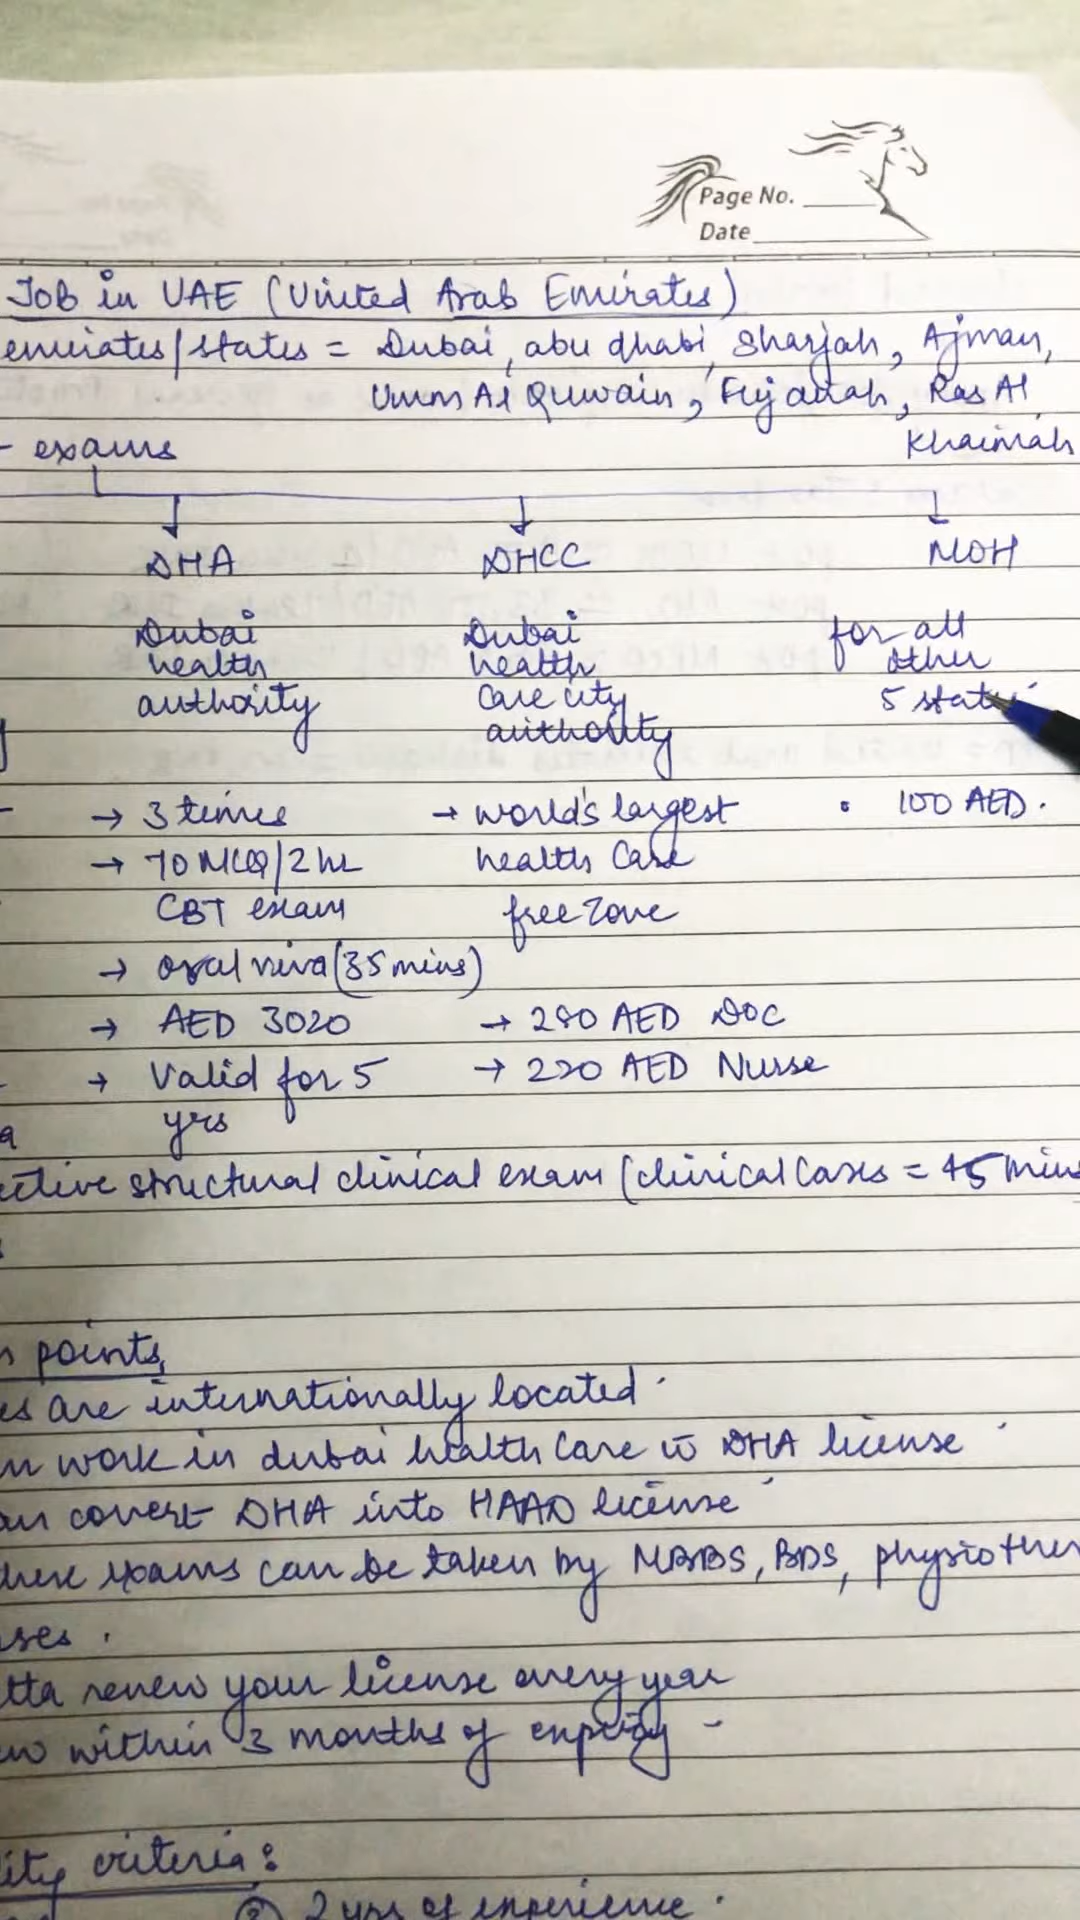 Page No.
Date
Job in UAE (United Arab Emirates)
emirates/states = Dubai, abu dhabi, Sharjah, Ajman,
Umm Al Quwain, Fujairah, Ras Al
Khaimah
- exams
DHA DHCC MOH
Dubai Dubai for all
health health other
authority care city 5 stat
authority
→ 3 times → world's largest • 100 AED.
→ 70 MCQ/2 hr health care
CBT exam free zone
→ oral viva (35 mins)
→ AED 3020 → 280 AED DOC
→ Valid for 5 → 220 AED Nurse
yrs
ctive structural clinical exam (clinical cases = 45 mins
points
es are internationally located.
n work in dubai health care DHA license
an covert DHA into HAAD license
here exams can be taken by MBBS, BDS, physiother
ses.
tta renew your license every year
ew within 3 months of expiry -
ity criteria:
② 2 yrs of experience.